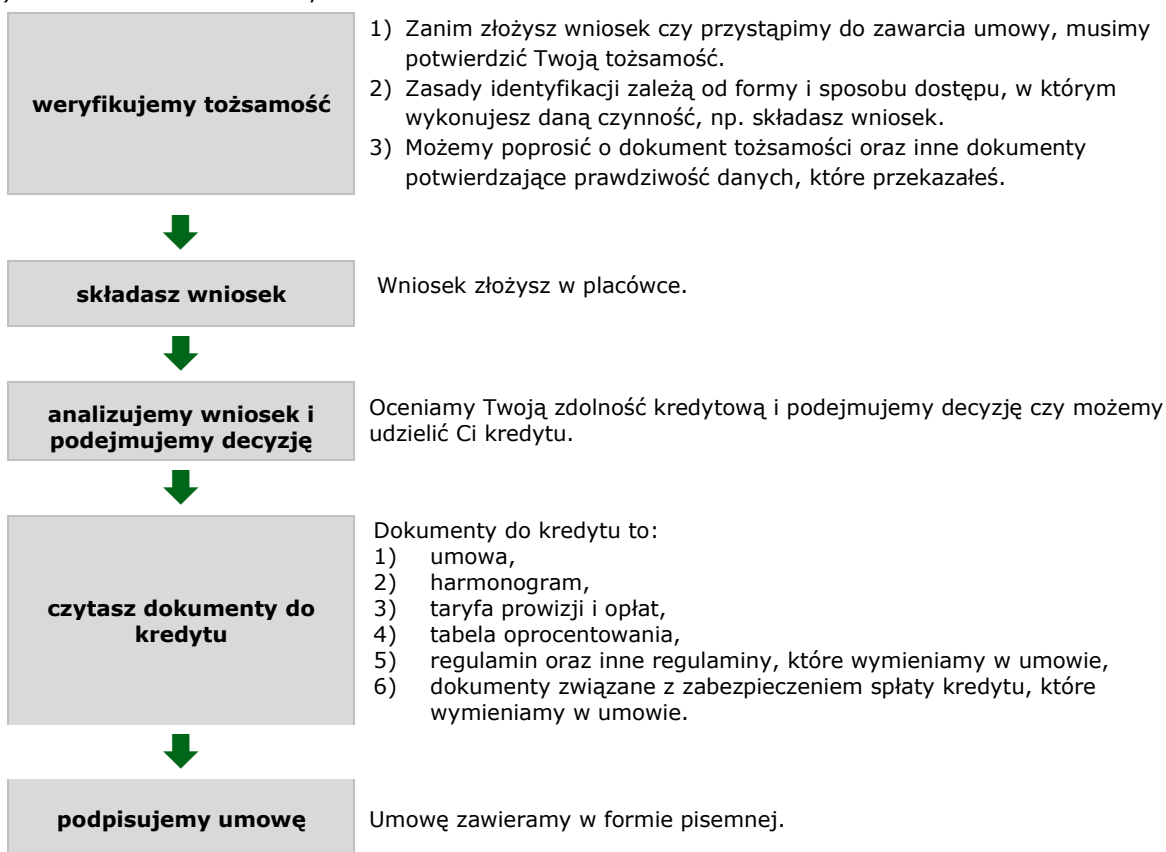 1) Zanim złożysz wniosek czy przystąpimy do zawarcia umowy, musimy
potwierdzić Twoją tożsamość.
weryfikujemy tożsamość
2) Zasady identyfikacji zależą od formy i sposobu dostępu, w którym
wykonujesz daną czynność, np. składasz wniosek.
3) Możemy poprosić o dokument tożsamości oraz inne dokumenty
potwierdzające prawdziwość danych, które przekazałeś.
składasz wniosek
Wniosek złożysz w placówce.
analizujemy wniosek i
podejmujemy decyzję
Oceniamy Twoją zdolność kredytową i podejmujemy decyzję czy możemy
udzielić Ci kredytu.
czytasz dokumenty do
kredytu
Dokumenty do kredytu to:
1) umowa,
2) harmonogram,
3) taryfa prowizji i opłat,
4) tabela oprocentowania,
5) regulamin oraz inne regulaminy, które wymieniamy w umowie,
6) dokumenty związane z zabezpieczeniem spłaty kredytu, które
wymieniamy w umowie.
podpisujemy umowę
Umowę zawieramy w formie pisemnej.